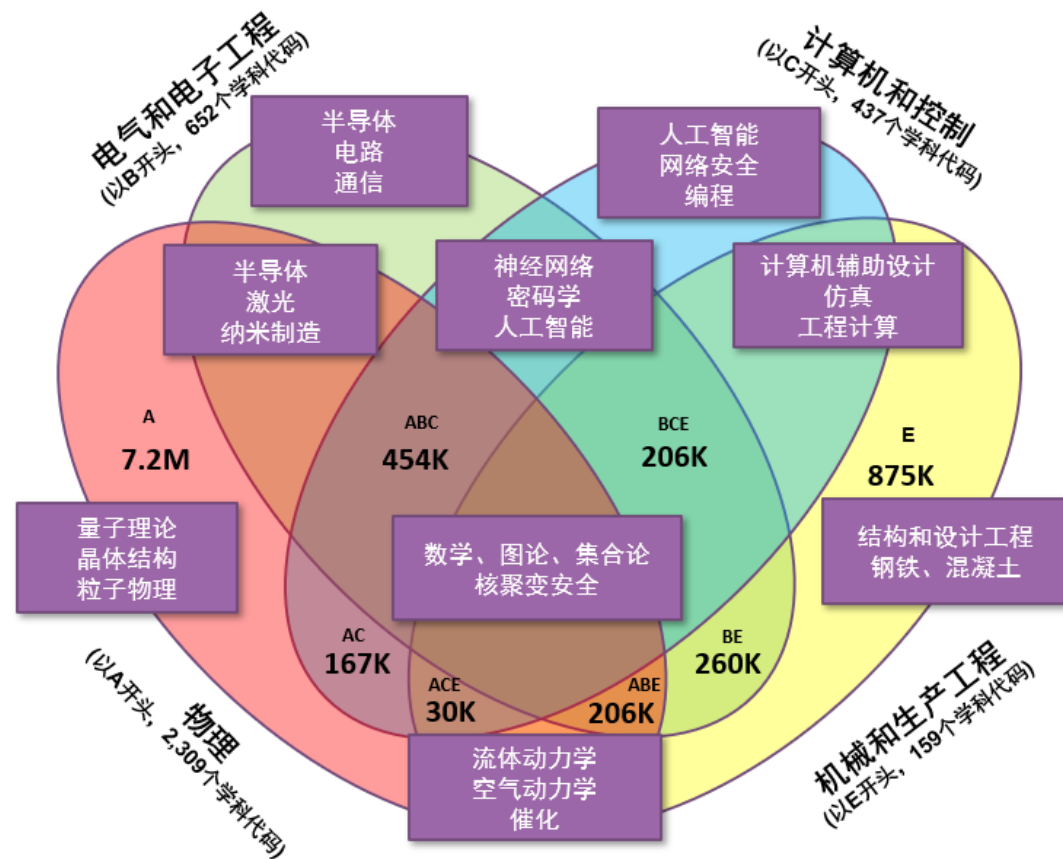 电气和电子工程
(以B开头，652个学科代码)
计算机和控制
(以C开头，437个学科代码)
半导体
电路
通信
人工智能
网络安全
编程
半导体
激光
纳米制造
神经网络
密码学
人工智能
计算机辅助设计
仿真
工程计算
A
7.2M
ABC
454K
BCE
206K
E
875K
量子理论
晶体结构
粒子物理
数学、图论、集合论
核聚变安全
结构和设计工程
钢铁、混凝土
AC
167K
ACE
30K
ABE
206K
BE
260K
流体动力学
空气动力学
催化
物理
(以A开头，2,309个学科代码)
机械和生产工程
(以E开头，159个学科代码)